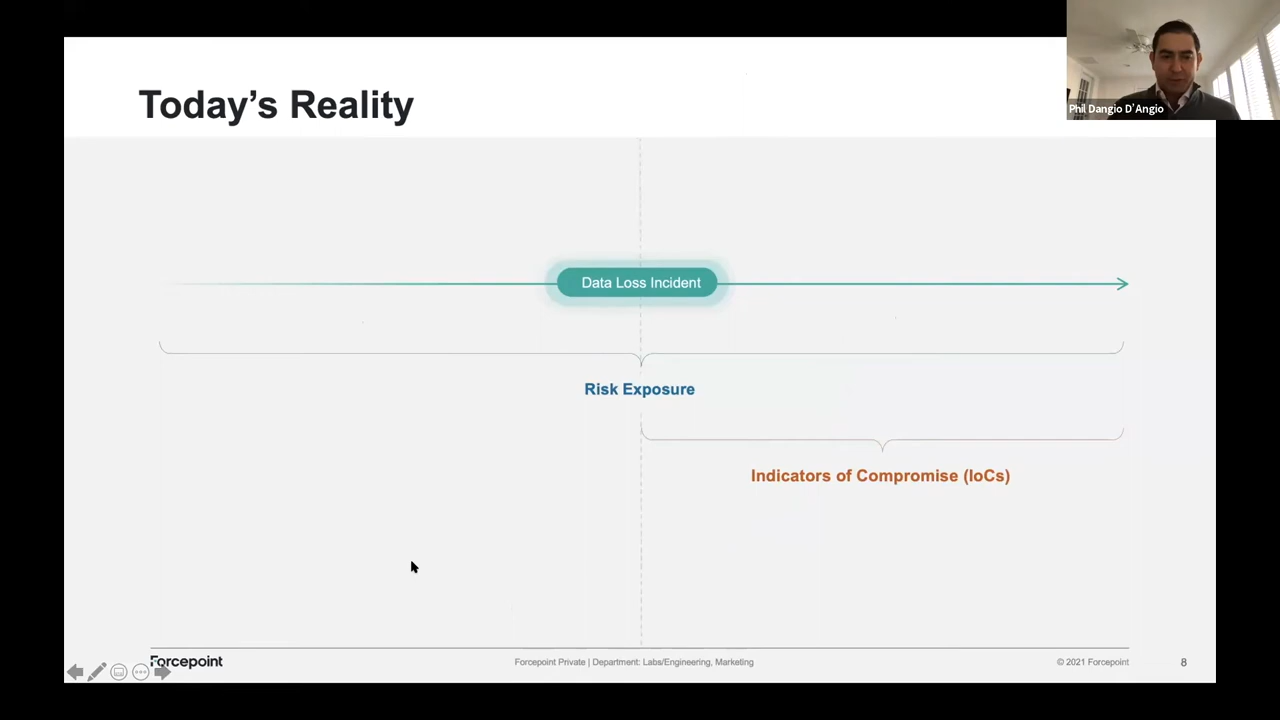 Today's Reality
Phil Dangio D'Angio
Data Loss Incident
Risk Exposure
Indicators of Compromise (IoCs)
Forcepoint
Forcepoint Private | Department: Labs/Engineering, Marketing
© 2021 Forcepoint
8